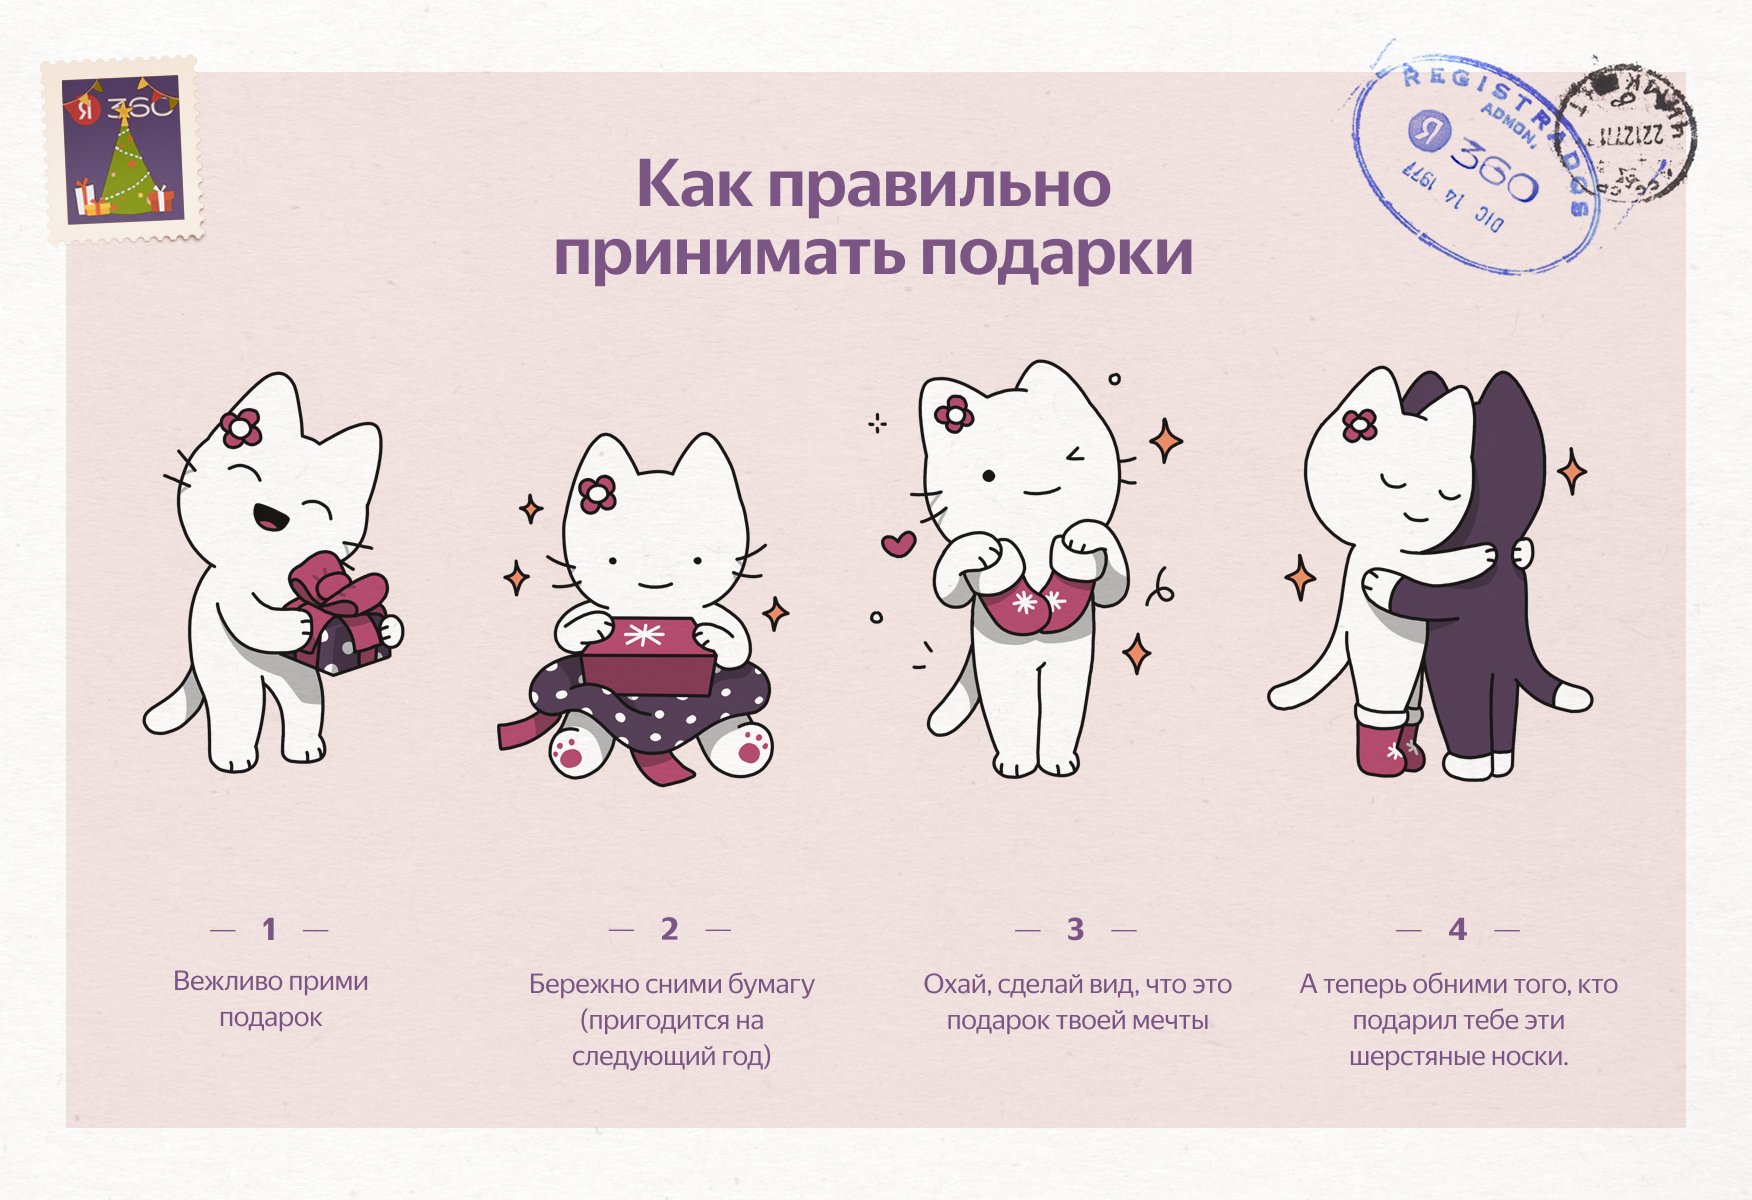 Я 360
REGISTRADOS
ADMON,
Я 360
DIC 14 1977
Как правильно
принимать подарки
1
Вежливо прими
подарок
2
Бережно сними бумагу
(пригодится на
следующий год)
3
Охай, сделай вид, что это
подарок твоей мечты
4
А теперь обними того, кто
подарил тебе эти
шерстяные носки.